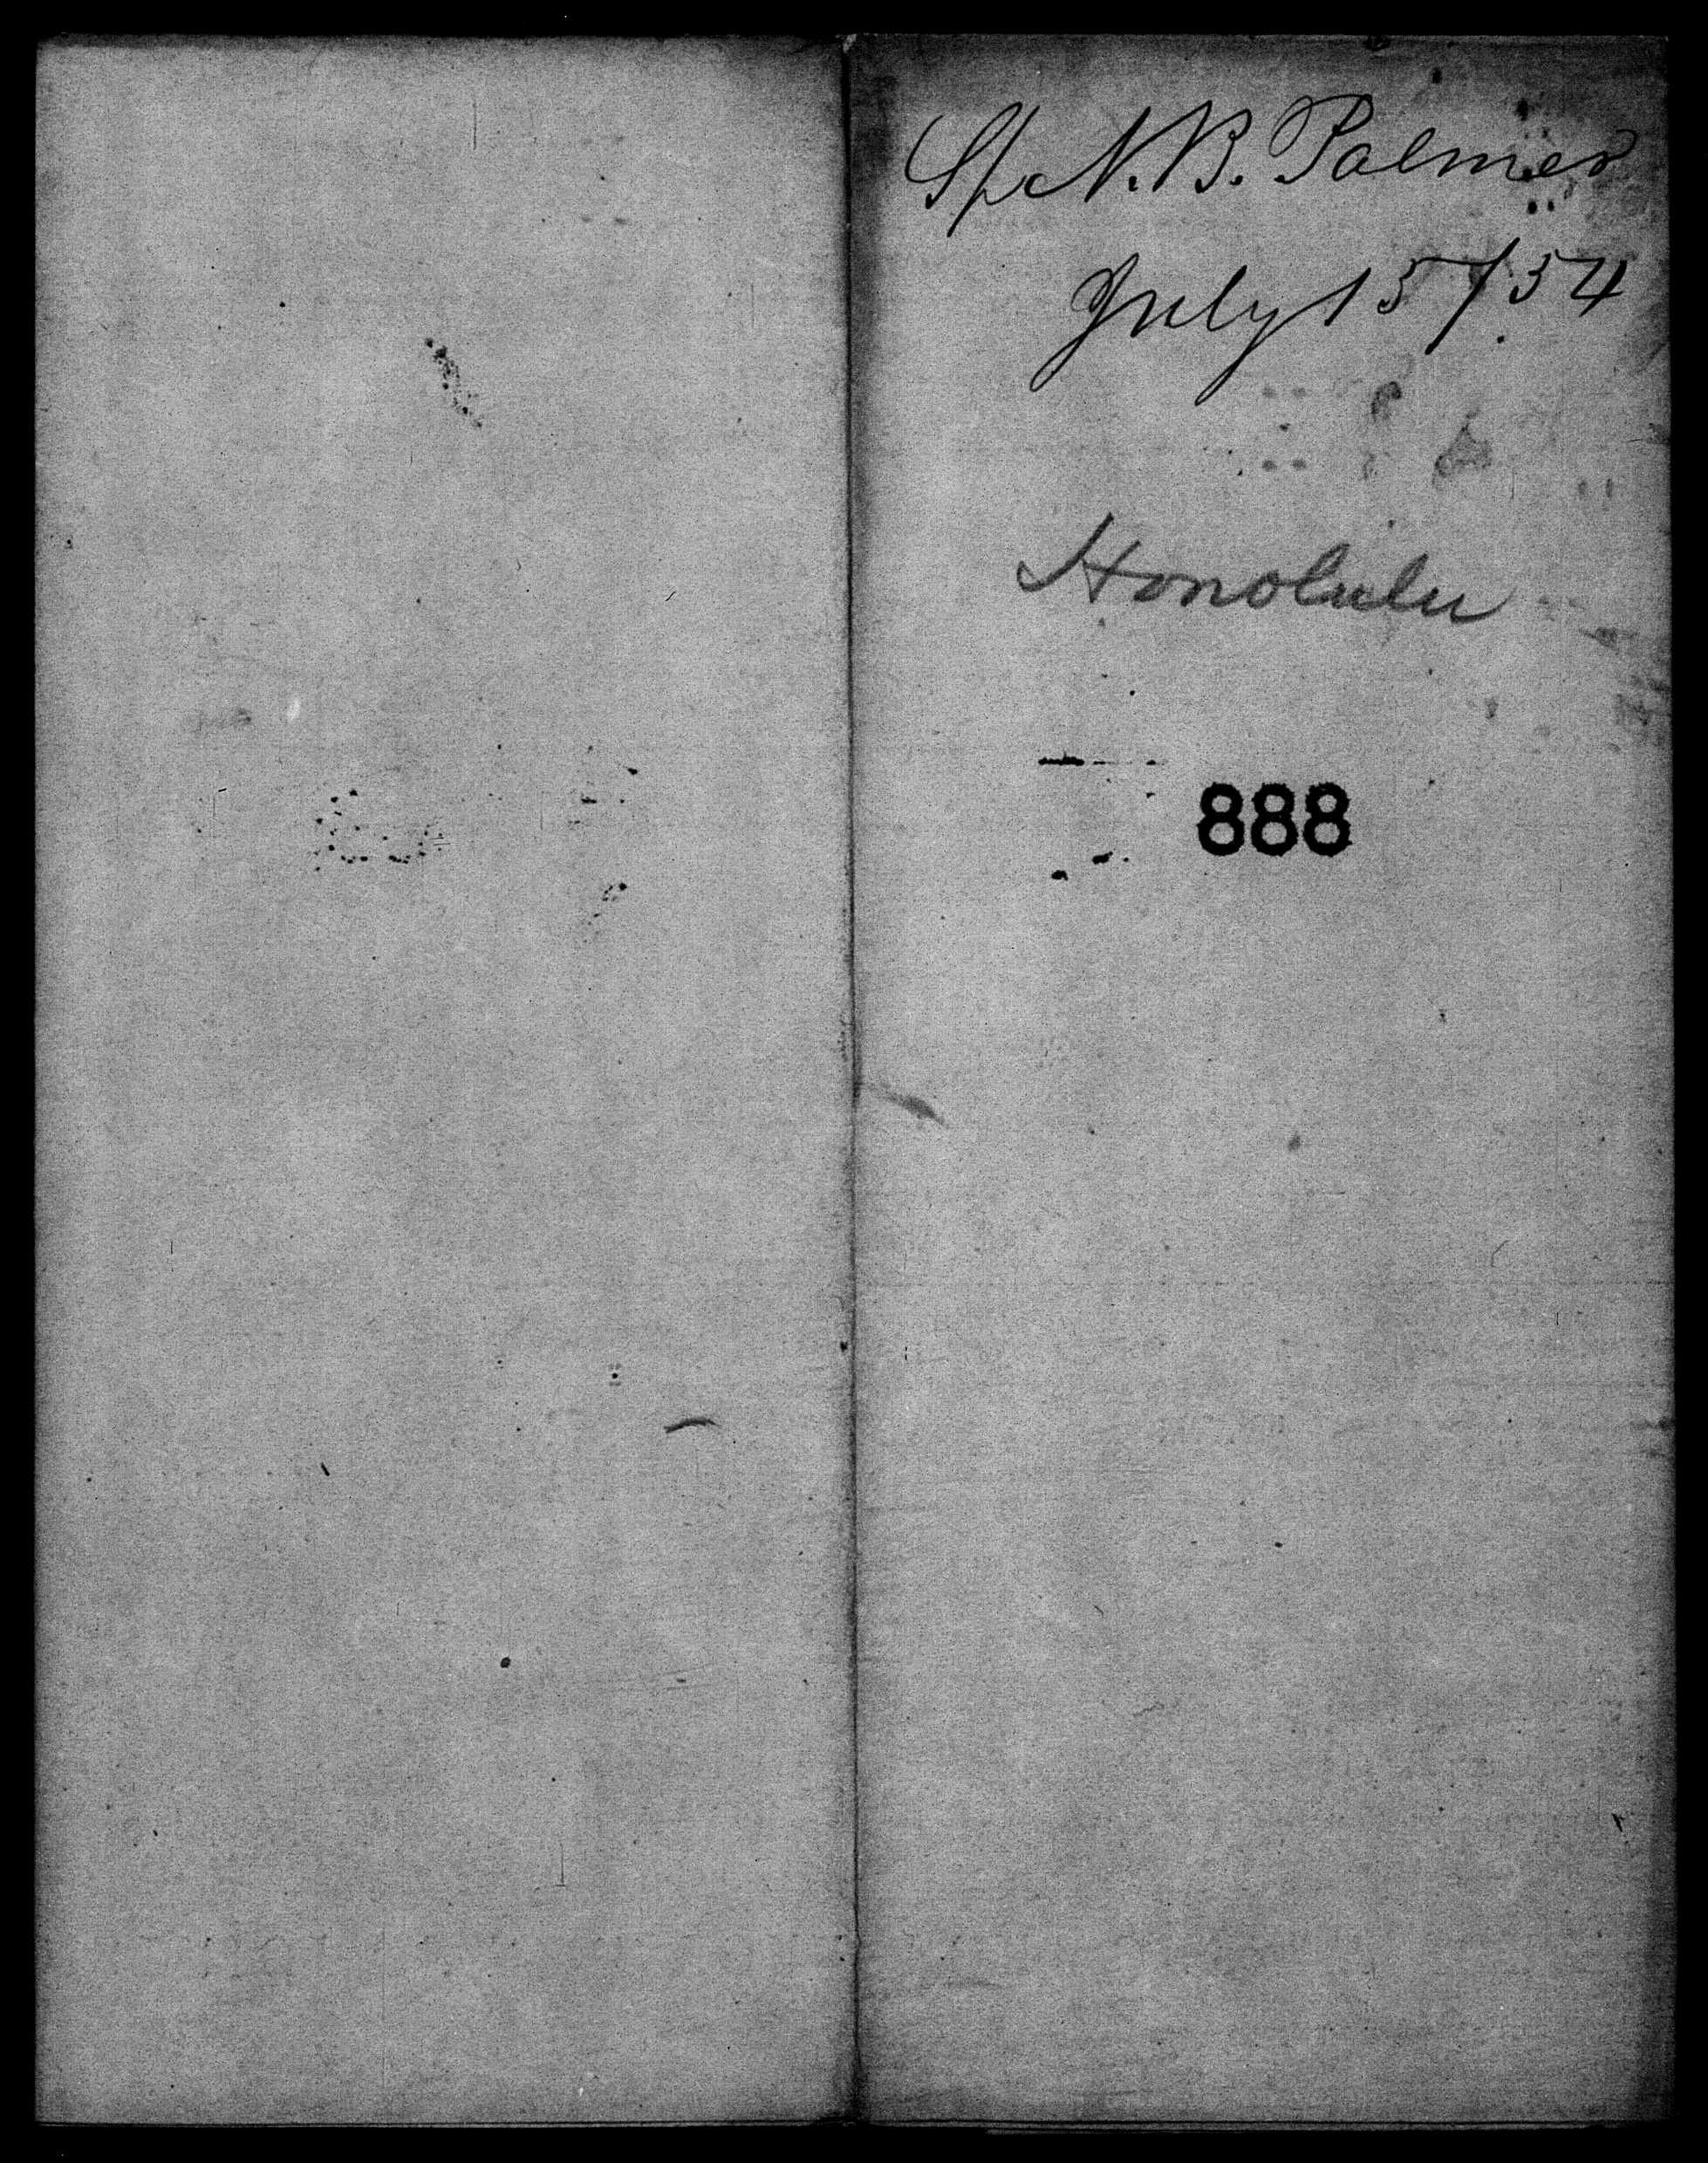 Sp N. B. Palmer
July 15/54
Honolulu
888